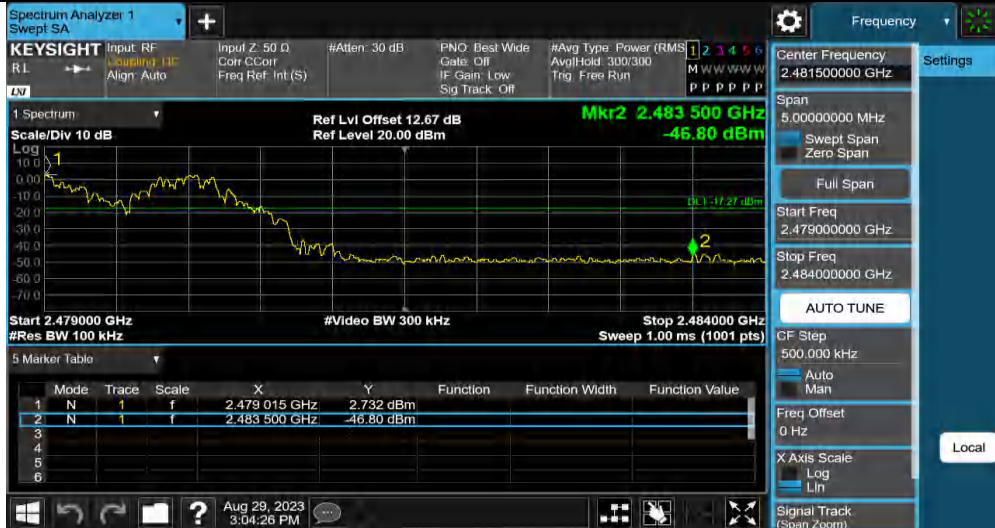 Spectrum Analyzer 1
Swept SA
Frequency
KEYSIGHT
RL
LNI
Input: RF
Coupling: DC
Align: Auto
Input Z: 50 Ω
Corr CCorr
Freq Ref: Int (S)
#Atten: 30 dB
PNO: Best Wide
Gate: Off
IF Gain: Low
Sig Track: Off
#Avg Type: Power (RMS
Avg|Hold: 300/300
Trig: Free Run
1 2 3 4 5 6
M W W W W W
P P P P P P
Center Frequency
2.481500000 GHz
Settings
1 Spectrum
Scale/Div 10 dB
Ref Lvl Offset 12.67 dB
Ref Level 20.00 dBm
Mkr2 2.483 500 GHz
-46.80 dBm
Log
10.0
0.00
-10.0
-20.0
-30.0
-40.0
-50.0
-60.0
-70.0
1
2
DL1 -17.27 dBm
Start 2.479000 GHz
#Res BW 100 kHz
#Video BW 300 kHz
Stop 2.484000 GHz
Sweep 1.00 ms (1001 pts)
Span
5.00000000 MHz
Swept Span
Zero Span
Full Span
Start Freq
2.479000000 GHz
Stop Freq
2.484000000 GHz
AUTO TUNE
CF Step
500.000 kHz
Auto
Man
Freq Offset
0 Hz
X Axis Scale
Log
Lin
Signal Track
(Span Zoom)
Local
5 Marker Table
Mode Trace Scale X Y Function Function Width Function Value
1 N 1 f 2.479 015 GHz 2.732 dBm
2 N 1 f 2.483 500 GHz -46.80 dBm
3
4
5
6
?
Aug 29, 2023
3:04:26 PM